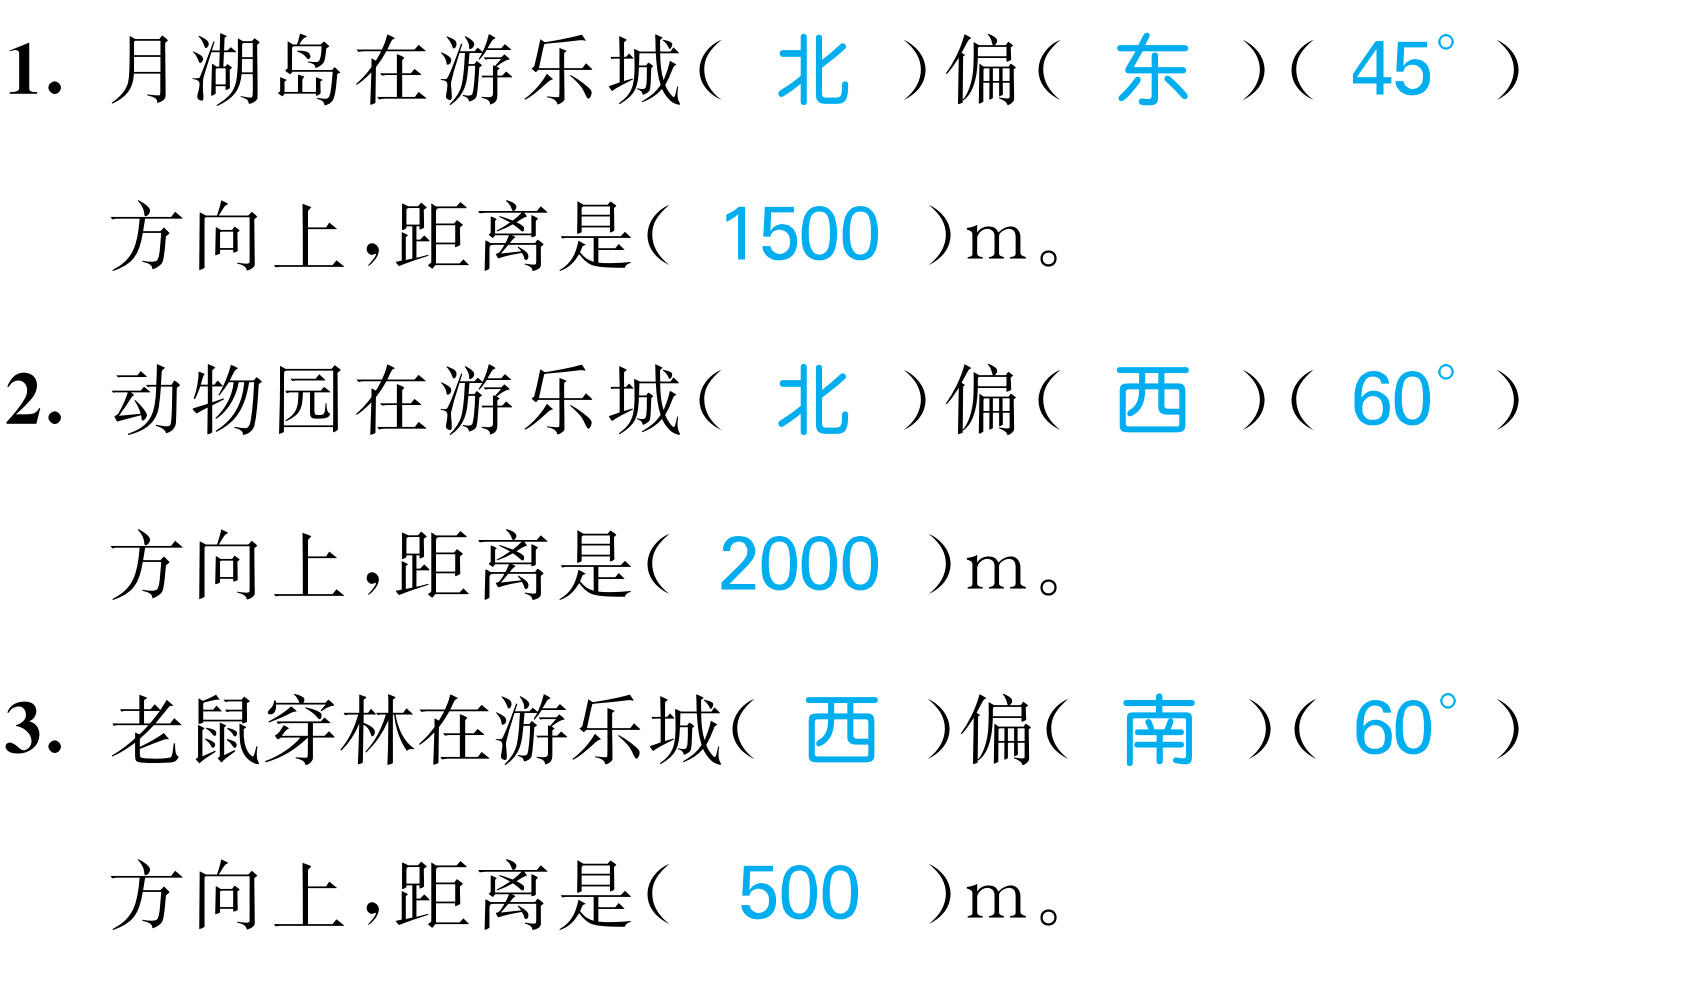 1. 月湖岛在游乐城( 北 )偏( 东 )( 45° )
方向上,距离是( 1500 )m。
2. 动物园在游乐城( 北 )偏( 西 )( 60° )
方向上,距离是( 2000 )m。
3. 老鼠穿林在游乐城( 西 )偏( 南 )( 60° )
方向上,距离是( 500 )m。